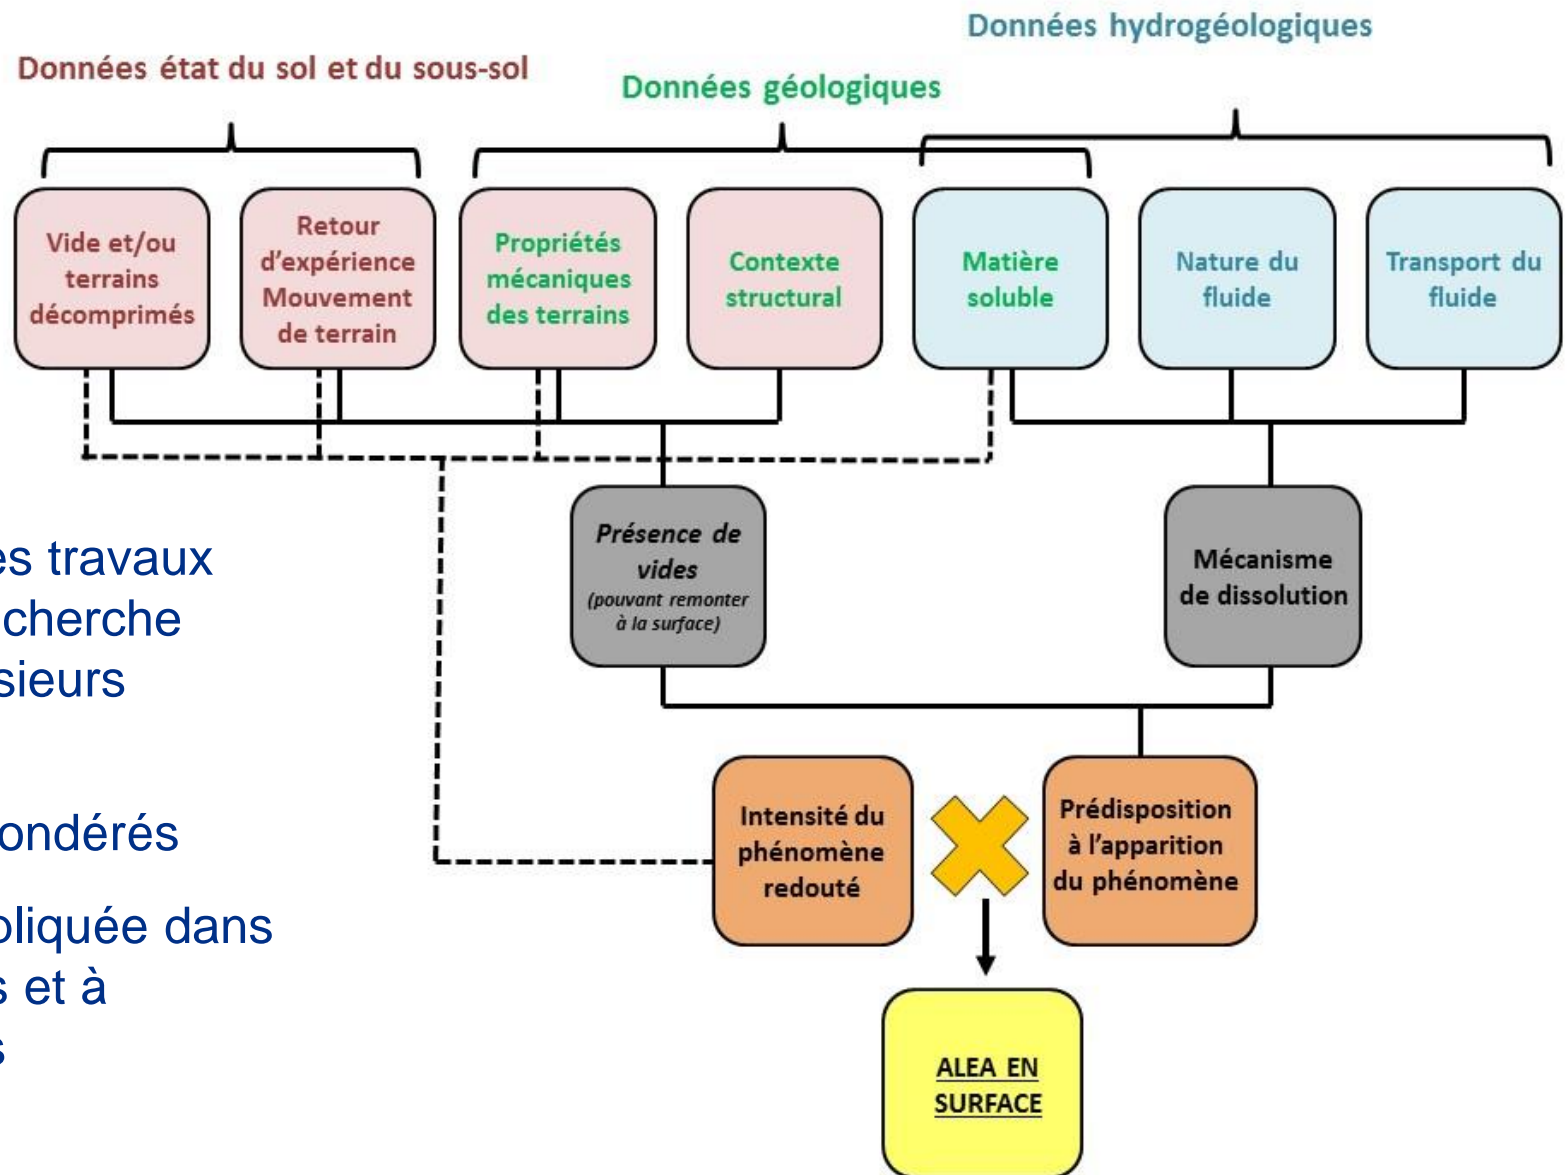 Données hydrogéologiques
Données état du sol et du sous-sol
Données géologiques
Vide et/ou
terrains
décomprimés
Retour
d'expérience
Mouvement
de terrain
Propriétés
mécaniques
des terrains
Contexte
structural
Matière
soluble
Nature du
fluide
Transport du
fluide
Présence de
vides
(pouvant remonter
à la surface)
Mécanisme
de dissolution
es travaux
cherche
sieurs
ondérés
pliquée dans
s et à
s
Intensité du
phénomène
redouté
Prédisposition
à l'apparition
du phénomène
ALEA EN
SURFACE